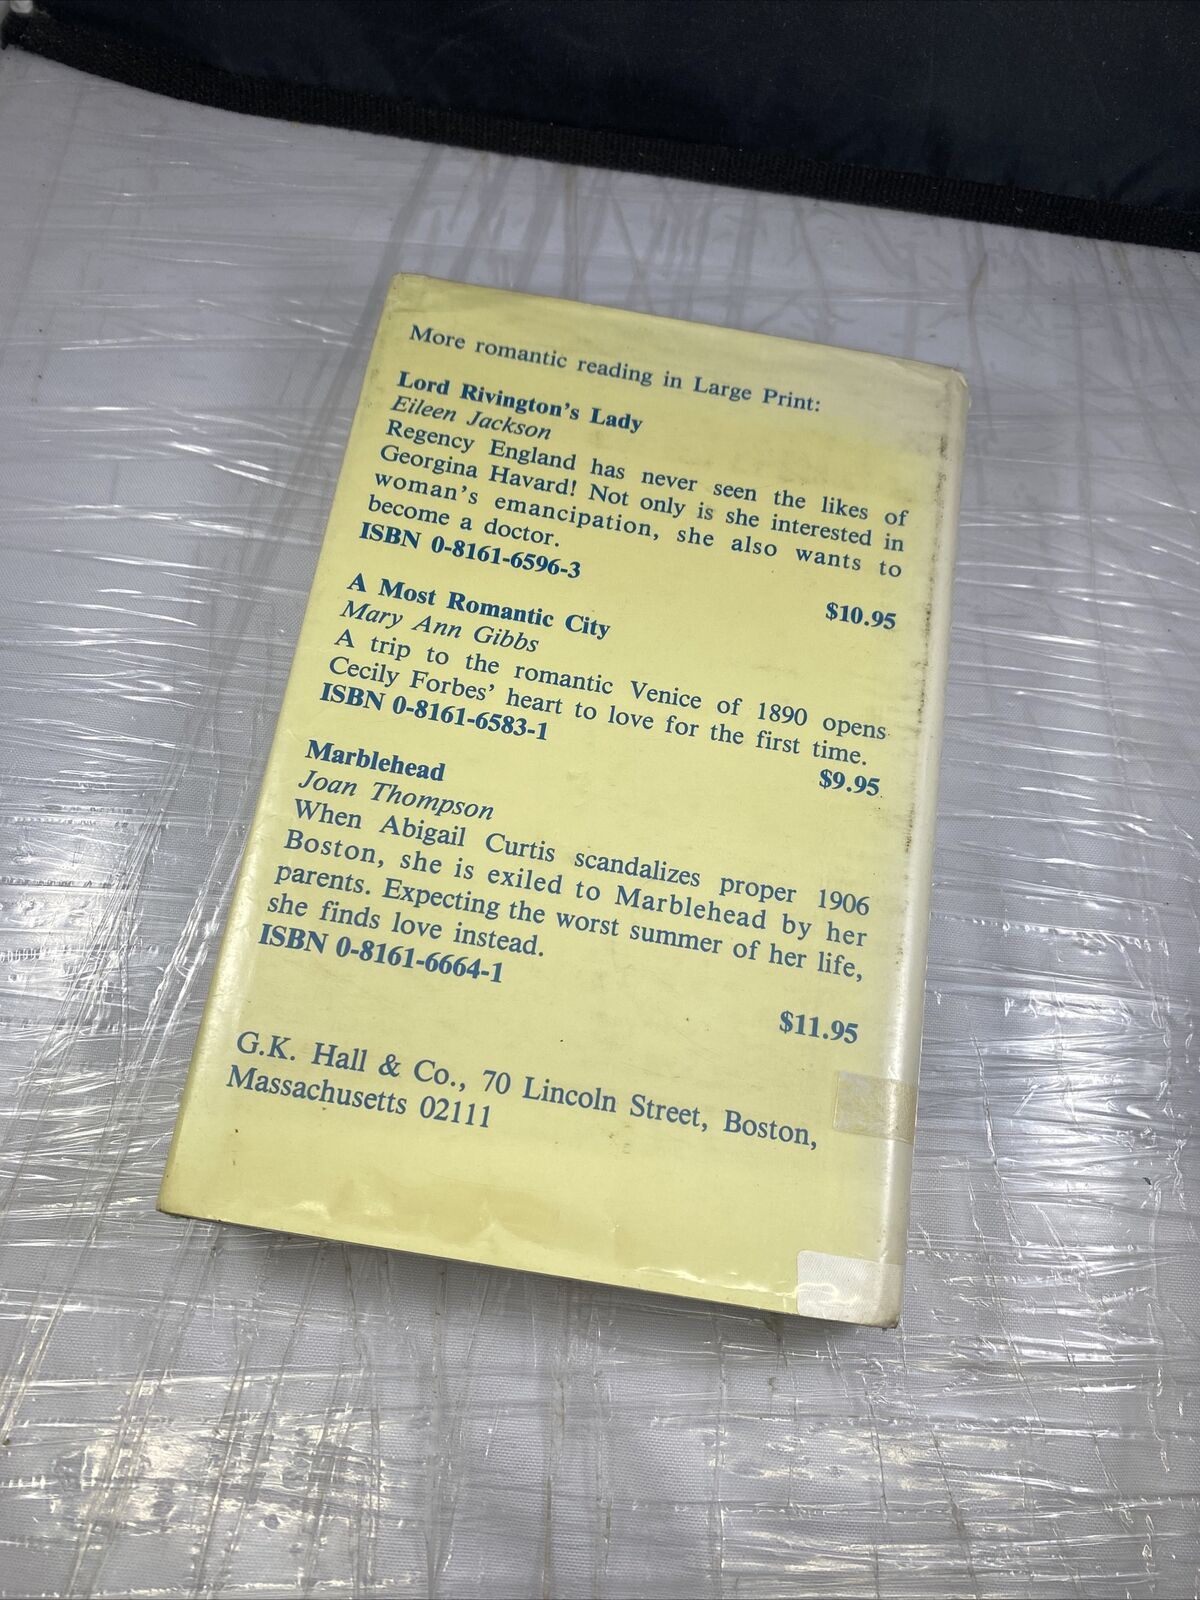 More romantic reading in Large Print:
Lord Rivington's Lady
Eileen Jackson
Regency England has never seen the likes of
Georgina Havard! Not only is she interested in
woman's emancipation, she also wants to
become a doctor.
ISBN 0-8161-6596-3
$10.95
A Most Romantic City
Mary Ann Gibbs
A trip to the romantic Venice of 1890 opens
Cecily Forbes' heart to love for the first time.
ISBN 0-8161-6583-1
$9.95
Marblehead
Joan Thompson
When Abigail Curtis scandalizes proper 1906
Boston, she is exiled to Marblehead by her
parents. Expecting the worst summer of her life,
she finds love instead.
ISBN 0-8161-6664-1
$11.95
G.K. Hall & Co., 70 Lincoln Street, Boston,
Massachusetts 02111